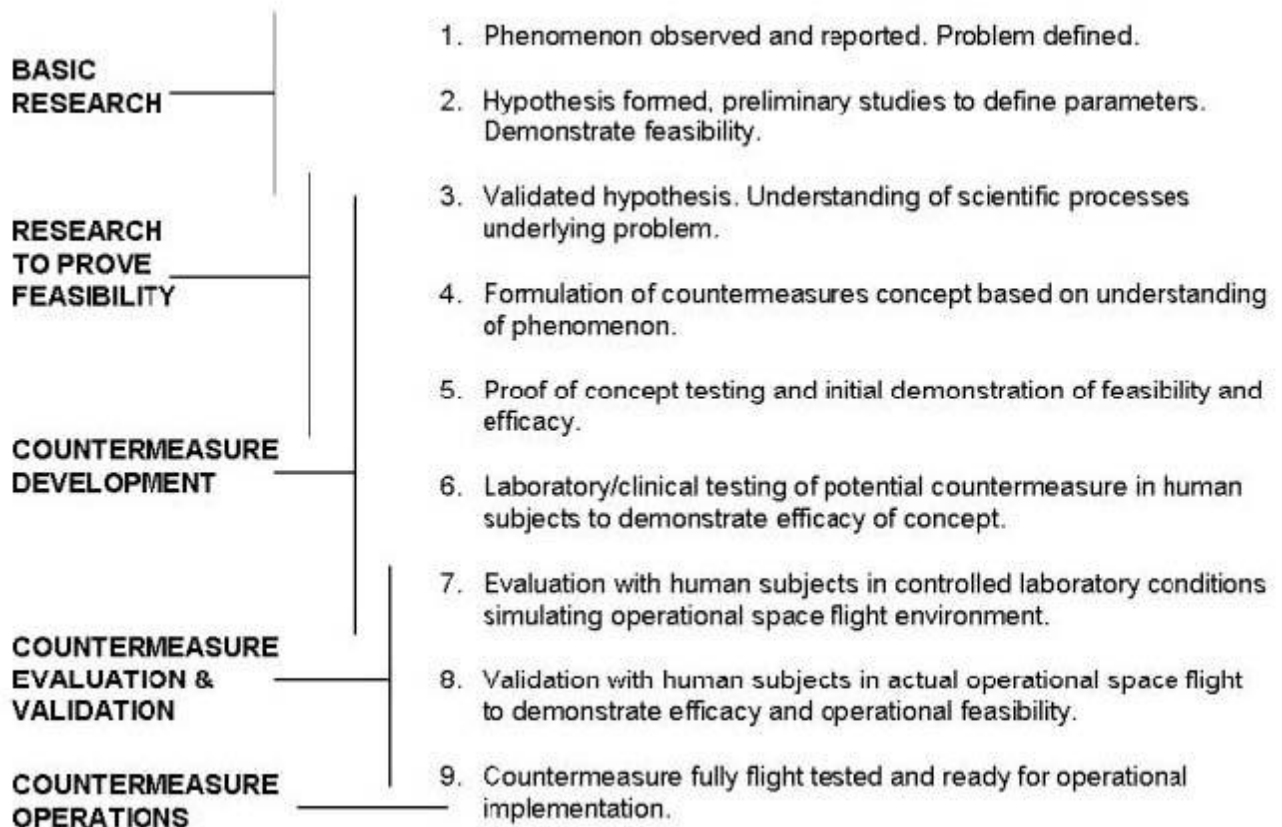 BASIC
RESEARCH
RESEARCH
TO PROVE
FEASIBILITY
COUNTERMEASURE
DEVELOPMENT
COUNTERMEASURE
EVALUATION &
VALIDATION
COUNTERMEASURE
OPERATIONS
1. Phenomenon observed and reported. Problem defined.
2. Hypothesis formed, preliminary studies to define parameters.
Demonstrate feasibility.
3. Validated hypothesis. Understanding of scientific processes
underlying problem.
4. Formulation of countermeasures concept based on understanding
of phenomenon.
5. Proof of concept testing and initial demonstration of feasibility and
efficacy.
6. Laboratory/clinical testing of potential countermeasure in human
subjects to demonstrate efficacy of concept.
7. Evaluation with human subjects in controlled laboratory conditions
simulating operational space flight environment.
8. Validation with human subjects in actual operational space flight
to demonstrate efficacy and operational feasibility.
9. Countermeasure fully flight tested and ready for operational
implementation.